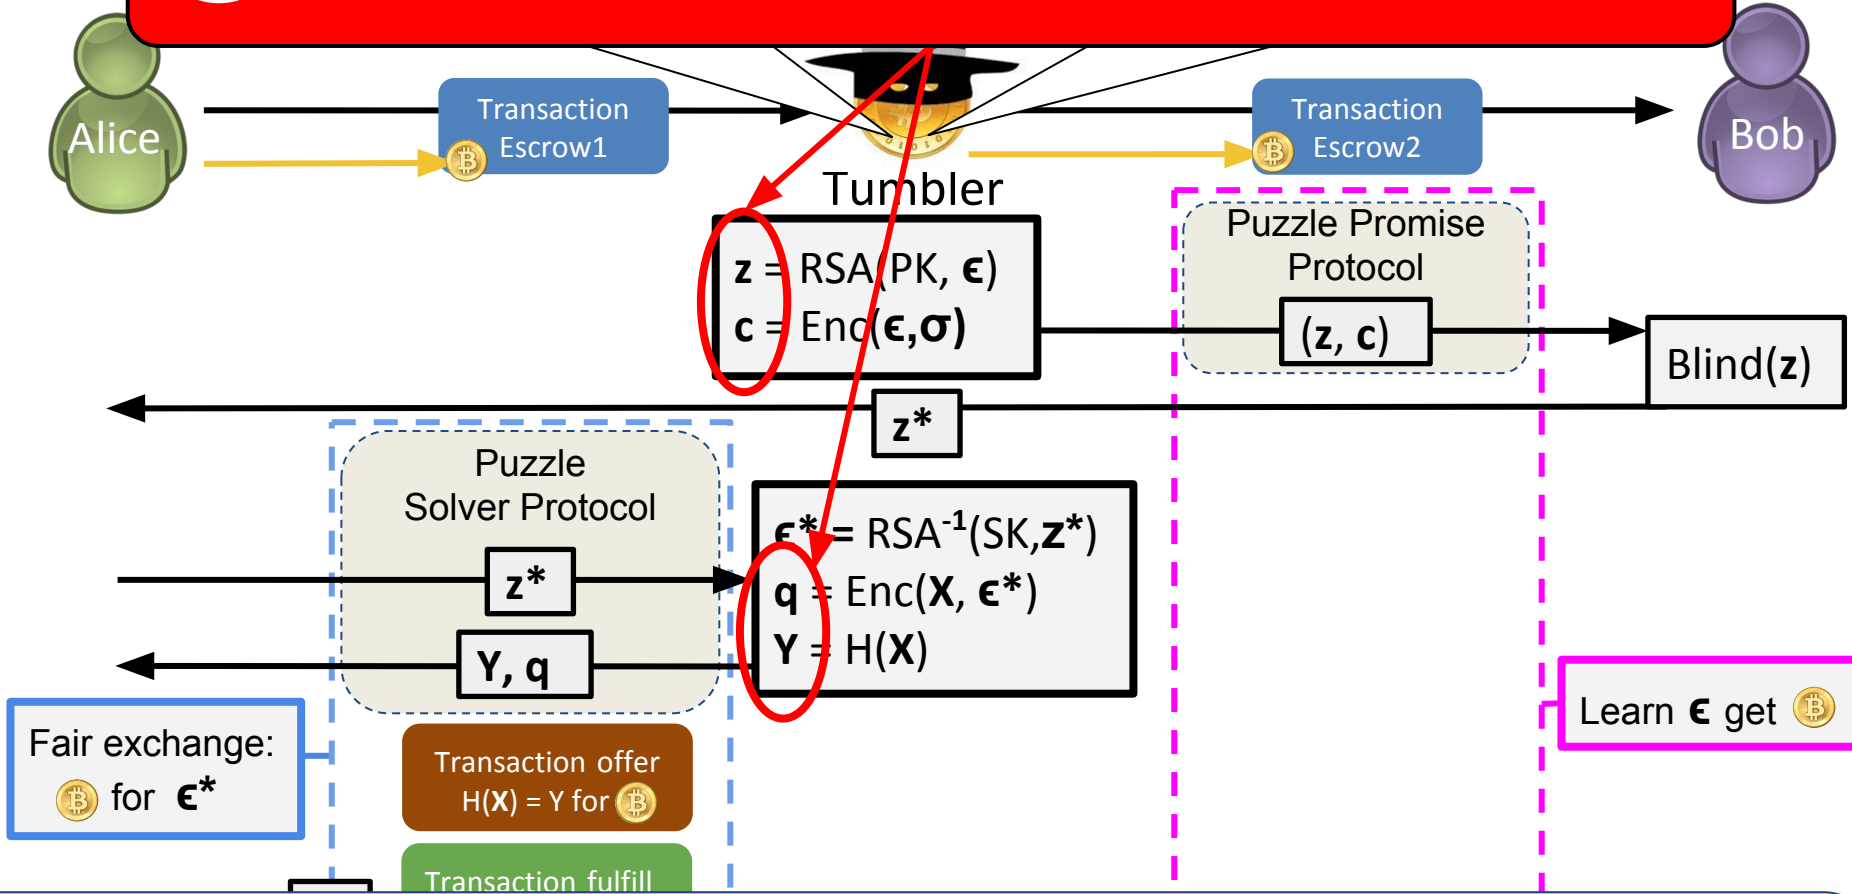 Alice
Transaction
Escrow1
Transaction
Escrow2
Bob
Tumbler
z = RSA(PK, ϵ)
c = Enc(ϵ,σ)
Puzzle Promise
Protocol
(z, c)
Blind(z)
z*
Puzzle
Solver Protocol
z*
Y, q
ϵ* = RSA⁻¹(SK,z*)
q = Enc(X, ϵ*)
Y = H(X)
Fair exchange:
for ϵ*
Transaction offer
H(X) = Y for
Learn ϵ get
Transaction fulfill